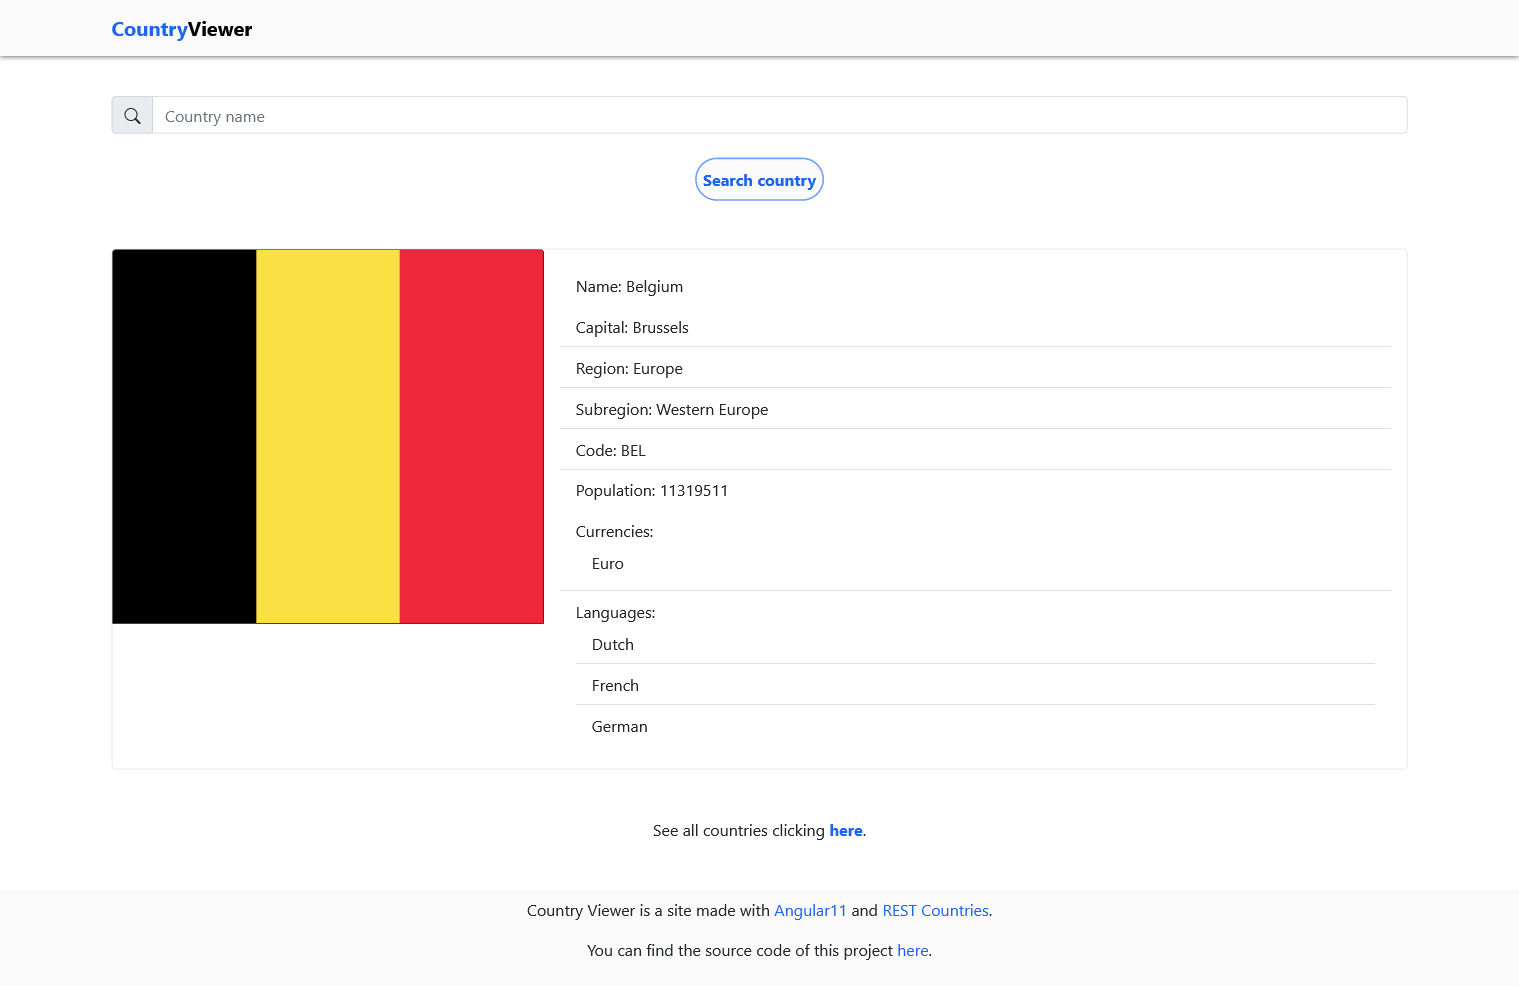 CountryViewer
Country name
Search country
Name: Belgium
Capital: Brussels
Region: Europe
Subregion: Western Europe
Code: BEL
Population: 11319511
Currencies:
Euro
Languages:
Dutch
French
German
See all countries clicking here.
Country Viewer is a site made with Angular11 and REST Countries.
You can find the source code of this project here.